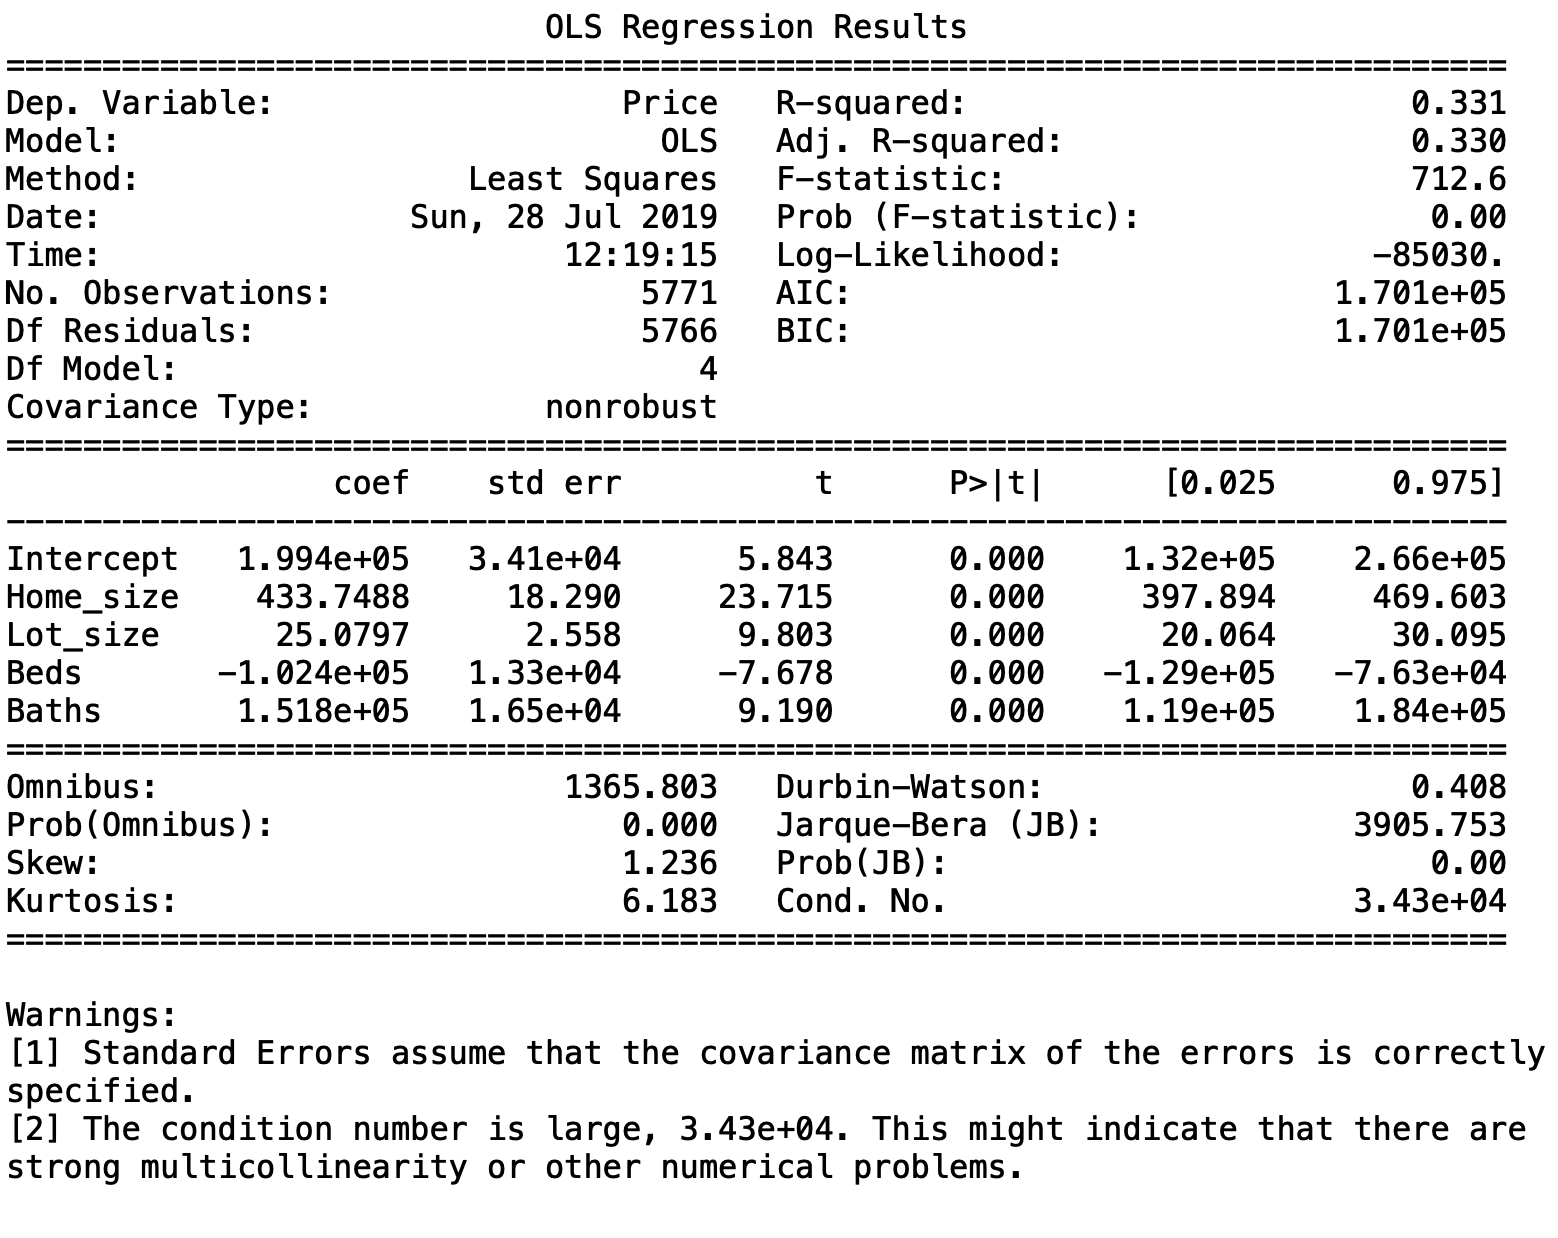 OLS Regression Results
==============================================================================
Dep. Variable:                  Price   R-squared:                       0.331
Model:                            OLS   Adj. R-squared:                  0.330
Method:                 Least Squares   F-statistic:                     712.6
Date:                Sun, 28 Jul 2019   Prob (F-statistic):               0.00
Time:                        12:19:15   Log-Likelihood:                -85030.
No. Observations:                5771   AIC:                         1.701e+05
Df Residuals:                    5766   BIC:                         1.701e+05
Df Model:                           4
Covariance Type:            nonrobust
==============================================================================
                 coef    std err          t      P>|t|      [0.025      0.975]
------------------------------------------------------------------------------
Intercept   1.994e+05   3.41e+04      5.843      0.000    1.32e+05    2.66e+05
Home_size    433.7488     18.290     23.715      0.000     397.894     469.603
Lot_size      25.0797      2.558      9.803      0.000      20.064      30.095
Beds       -1.024e+05   1.33e+04     -7.678      0.000   -1.29e+05   -7.63e+04
Baths       1.518e+05   1.65e+04      9.190      0.000    1.19e+05    1.84e+05
==============================================================================
Omnibus:                     1365.803   Durbin-Watson:                   0.408
Prob(Omnibus):                  0.000   Jarque-Bera (JB):             3905.753
Skew:                           1.236   Prob(JB):                         0.00
Kurtosis:                       6.183   Cond. No.                     3.43e+04
==============================================================================

Warnings:
[1] Standard Errors assume that the covariance matrix of the errors is correctly
specified.
[2] The condition number is large, 3.43e+04. This might indicate that there are
strong multicollinearity or other numerical problems.